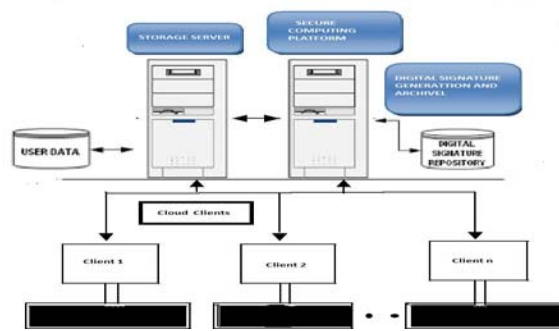 STORAGE SERVER
SECURE
COMPUTING
PLATFORM
DIGITAL SIGNATURE
GENERATTION AND
ARCHIVEL
USER DATA
DIGITAL
SIGNATURE
REPOSITORY
Cloud Clients
Client 1
Client 2
Client n